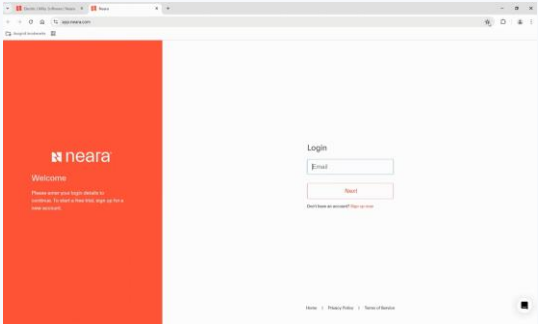 Neara
app.neara.com
neara
Welcome
Please enter your login details to
continue. To start a free trial, sign up for a
new account.
Login
Email
Next
Don't have an account? Sign up now
Home | Privacy Policy | Terms of Service